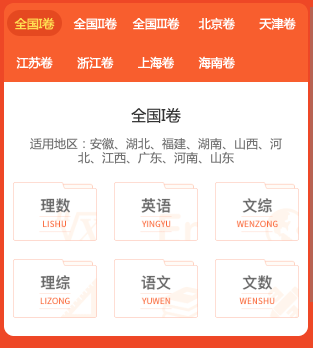 全国I卷 全国II卷 全国III卷 北京卷 天津卷
江苏卷 浙江卷 上海卷 海南卷
全国I卷
适用地区：安徽、湖北、福建、湖南、山西、河
北、江西、广东、河南、山东
理数 英语 文综
LISHU YINGYU WENZONG
理综 语文 文数
LIZONG YUWEN WENSHU